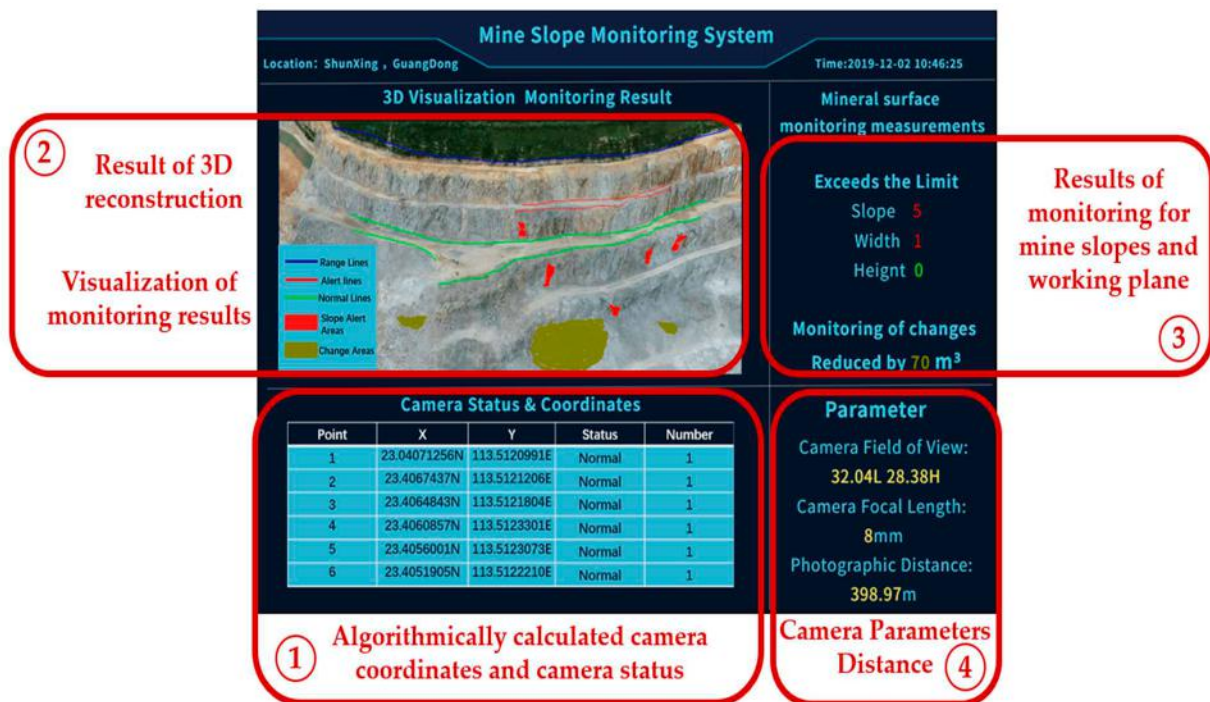 Mine Slope Monitoring System
Location: ShunXing , GuangDong
Time:2019-12-02 10:46:25
3D Visualization Monitoring Result
Mineral surface
monitoring measurements
2
Result of 3D
reconstruction
Visualization of
monitoring results
Range Lines
Alert lines
Normal Lines
Slope Alert
Areas
Change Areas
Exceeds the Limit
Slope 5
Width 1
Heignt 0
Monitoring of changes
Reduced by 70 m³
Results of
monitoring for
mine slopes and
working plane
3
Camera Status & Coordinates
Point X Y Status Number
1 23.04071256N 113.5120991E Normal 1
2 23.4067437N 113.5121206E Normal 1
3 23.4064843N 113.5121804E Normal 1
4 23.4060857N 113.5123301E Normal 1
5 23.4056001N 113.5123073E Normal 1
6 23.4051905N 113.5122210E Normal 1
1
Algorithmically calculated camera
coordinates and camera status
Parameter
Camera Field of View:
32.04L 28.38H
Camera Focal Length:
8mm
Photographic Distance:
398.97m
Camera Parameters
Distance
4